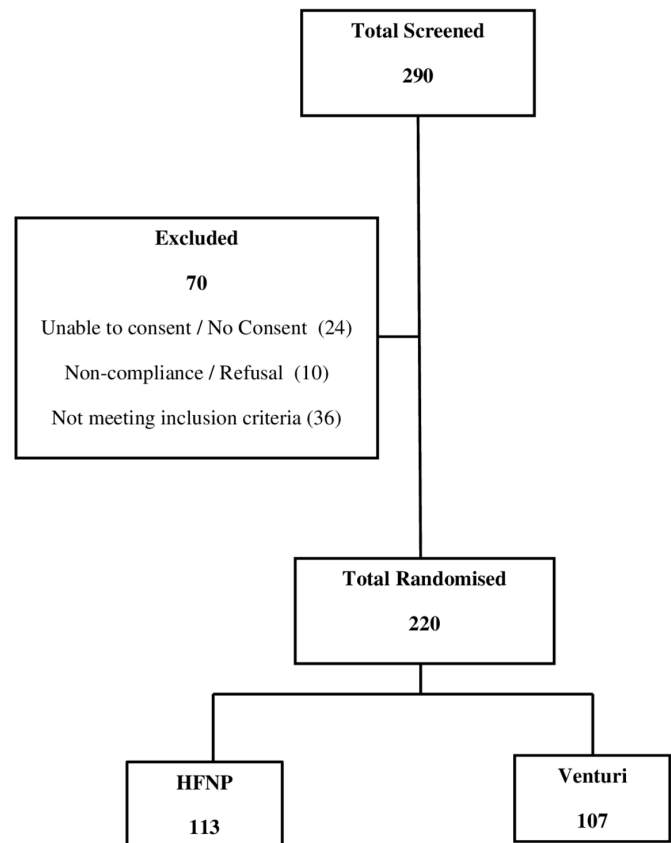 Total Screened
290
Excluded
70
Unable to consent / No Consent (24)
Non-compliance / Refusal (10)
Not meeting inclusion criteria (36)
Total Randomised
220
HFNP
113
Venturi
107